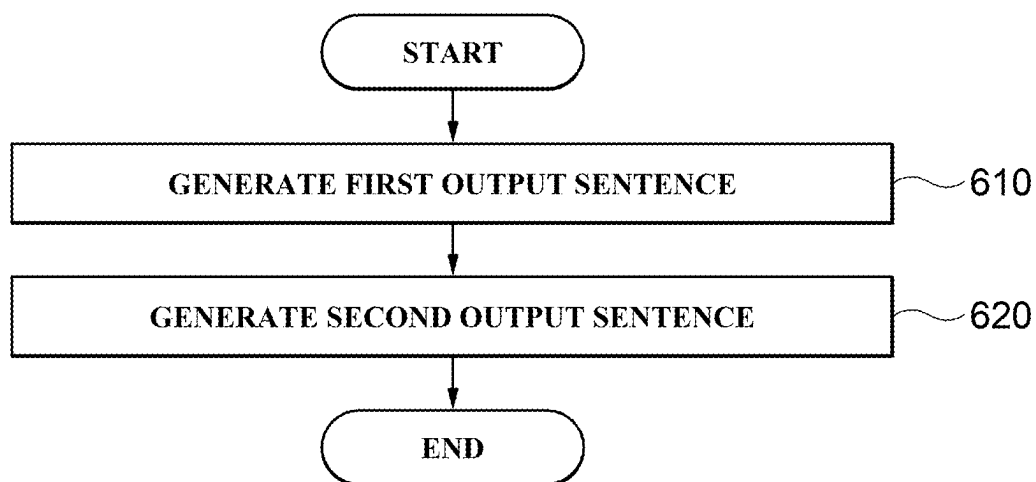 START
GENERATE FIRST OUTPUT SENTENCE
610
GENERATE SECOND OUTPUT SENTENCE
620
END